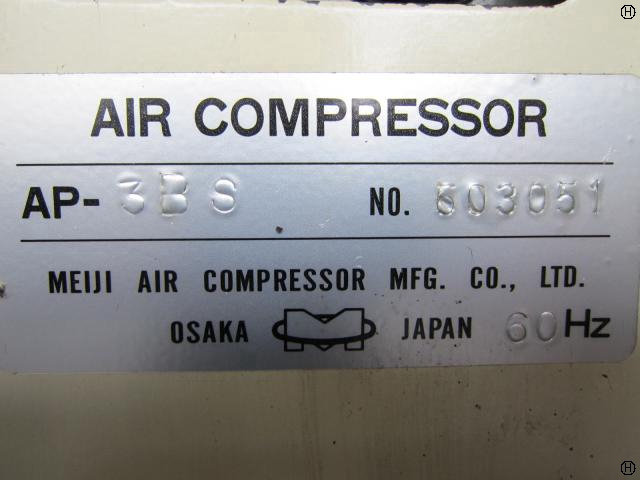 AIR COMPRESSOR
AP-3BS NO. 603051
MEIJI AIR COMPRESSOR MFG. CO., LTD.
OSAKA JAPAN 60Hz